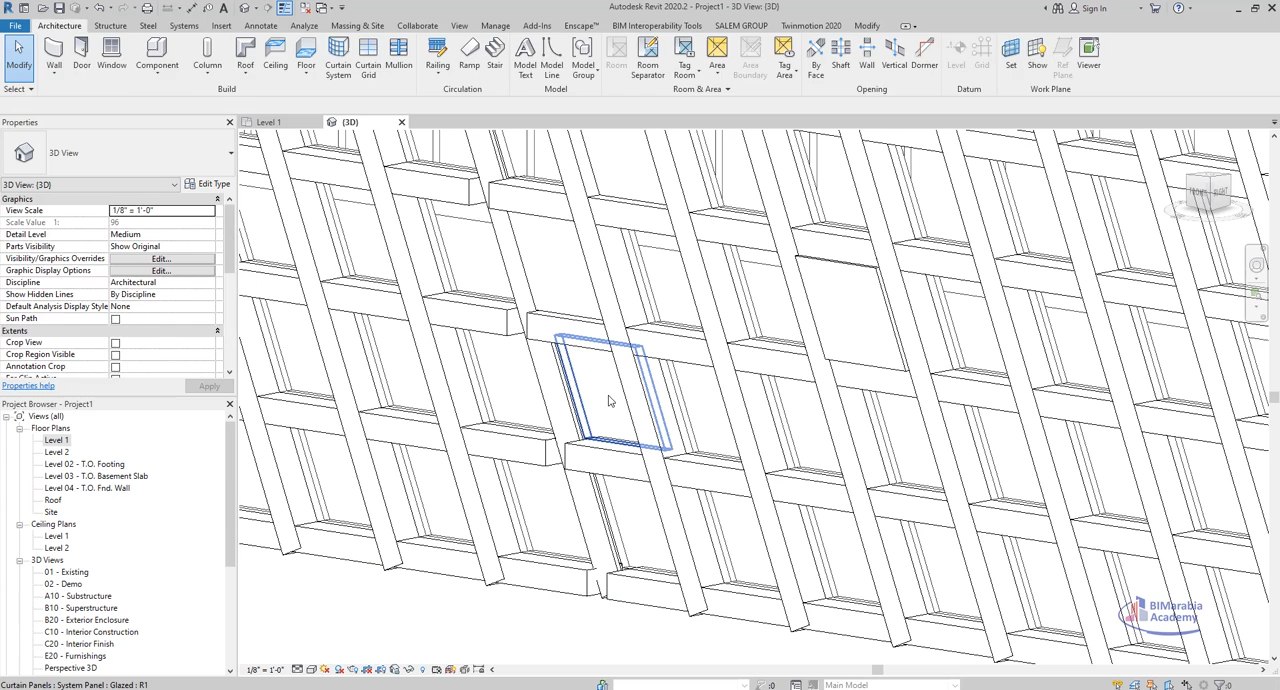 Autodesk Revit 2020.2 - Project1 - 3D View: {3D}
Sign In
File Architecture Structure Steel Systems Insert Annotate Analyze Massing & Site Collaborate View Manage Add-Ins Enscape™ BIM Interoperability Tools SALEM GROUP Twinmotion 2020 Modify
Modify Wall Door Window Component Column Roof Ceiling Floor Curtain System Curtain Grid Mullion Railing Ramp Stair Model Text Model Line Model Group Room Room Separator Tag Room Area Area Boundary Tag Area By Face Shaft Wall Vertical Dormer Level Grid Set Show Ref Plane Viewer
Select Build Circulation Model Room & Area Opening Datum Work Plane
Properties
Level 1
{3D}
3D View
3D View: {3D}
Edit Type
Graphics
View Scale 1/8" = 1'-0"
Scale Value 1: 96
Detail Level Medium
Parts Visibility Show Original
Visibility/Graphics Overrides Edit...
Graphic Display Options Edit...
Discipline Architectural
Show Hidden Lines By Discipline
Default Analysis Display Style None
Sun Path
Extents
Crop View
Crop Region Visible
Annotation Crop
Properties help
Apply
FRONT RIGHT
Project Browser - Project1
Views (all)
Floor Plans
Level 1
Level 2
Level 02 - T.O. Footing
Level 03 - T.O. Basement Slab
Level 04 - T.O. Fnd. Wall
Roof
Site
Ceiling Plans
Level 1
Level 2
3D Views
01 - Existing
02 - Demo
A10 - Substructure
B10 - Superstructure
B20 - Exterior Enclosure
C10 - Interior Construction
C20 - Interior Finish
E20 - Furnishings
Perspective 3D
BIMarabia
Academy
1/8" = 1'-0"
Curtain Panels : System Panel : Glazed : R1
:0
Main Model
:0